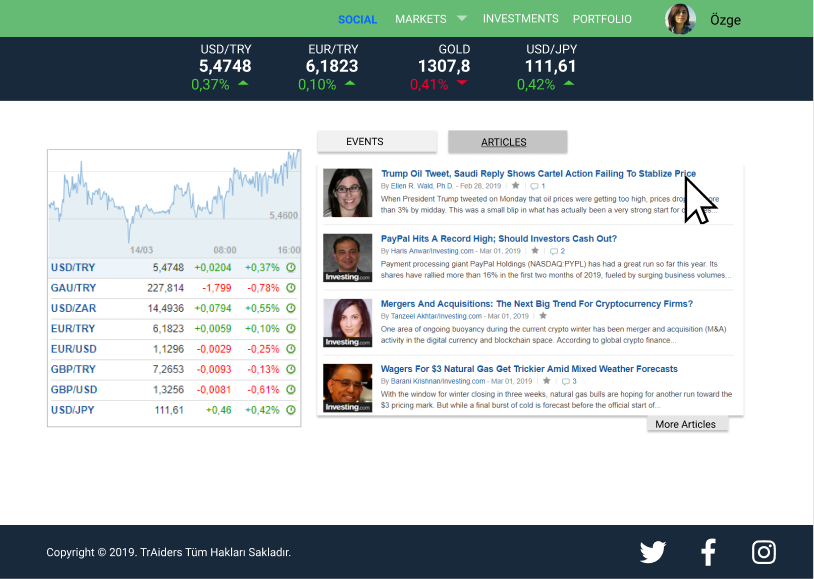 SOCIAL MARKETS INVESTMENTS PORTFOLIO Özge
USD/TRY EUR/TRY GOLD USD/JPY
5,4748 6,1823 1307,8 111,61
0,37% 0,10% 0,41% 0,42%
EVENTS ARTICLES
5,4600
14/03 08:00 16:00
USD/TRY 5,4748 +0,0204 +0,37%
GAU/TRY 227,814 -1,799 -0,78%
USD/ZAR 14,4936 +0,0794 +0,55%
EUR/TRY 6,1823 +0,0059 +0,10%
EUR/USD 1,1296 -0,0029 -0,25%
GBP/TRY 7,2653 -0,0093 -0,13%
GBP/USD 1,3256 -0,0081 -0,61%
USD/JPY 111,61 +0,46 +0,42%
Trump Oil Tweet, Saudi Reply Shows Cartel Action Failing To Stablize Price
By Ellen R. Wald, Ph.D. - Feb 28, 2019 1
When President Trump tweeted on Monday that oil prices were getting too high, prices more
than 3% by midday. This was a small blip in what has actually been a very strong start for
PayPal Hits A Record High; Should Investors Cash Out?
By Haris Anwar/Investing.com - Mar 01, 2019 2
Payment processing giant PayPal Holdings (NASDAQ:PYPL) has had a great run so far this year. Its
shares have rallied more than 16% in the first two months of 2019, fueled by surging business volumes...
Investing.com
Mergers And Acquisitions: The Next Big Trend For Cryptocurrency Firms?
By Tanzeel Akhtar/Investing.com - Mar 01, 2019
One area of ongoing buoyancy during the current crypto winter has been merger and acquisition (M&A)
activity in the digital currency and blockchain space. According to global crypto finance...
Investing.com
Wagers For $3 Natural Gas Get Trickier Amid Mixed Weather Forecasts
By Barani Krishnan/Investing.com - Mar 01, 2019 3
With the window for winter closing in three weeks, natural gas bulls are hoping for another run toward the
$3 pricing mark. But while a final burst of cold is forecast before the official start of...
Investing.com
More Articles
Copyright © 2019. TrAiders Tüm Hakları Sakladır.